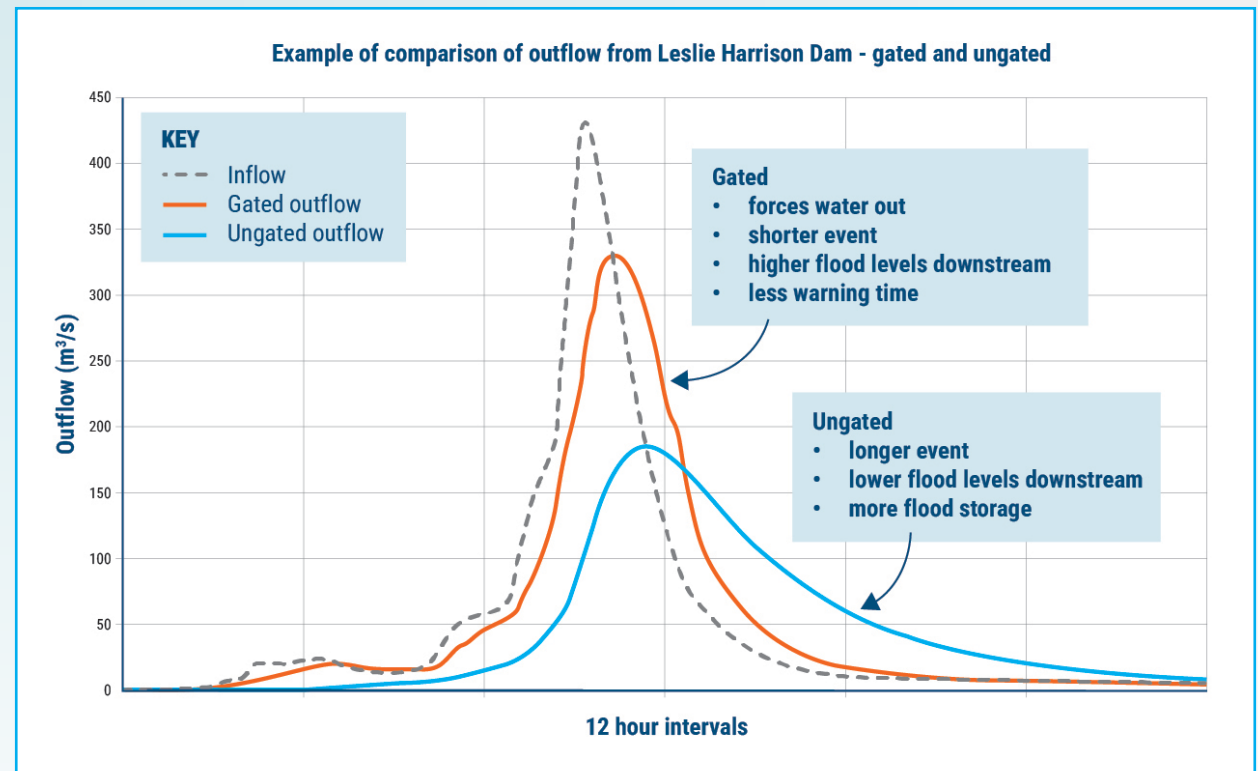 Example of comparison of outflow from Leslie Harrison Dam - gated and ungated
450
400
350
300
250
200
150
100
50
0
Outflow (m³/s)
KEY
Inflow
Gated outflow
Ungated outflow
Gated
• forces water out
• shorter event
• higher flood levels downstream
• less warning time
Ungated
• longer event
• lower flood levels downstream
• more flood storage
12 hour intervals